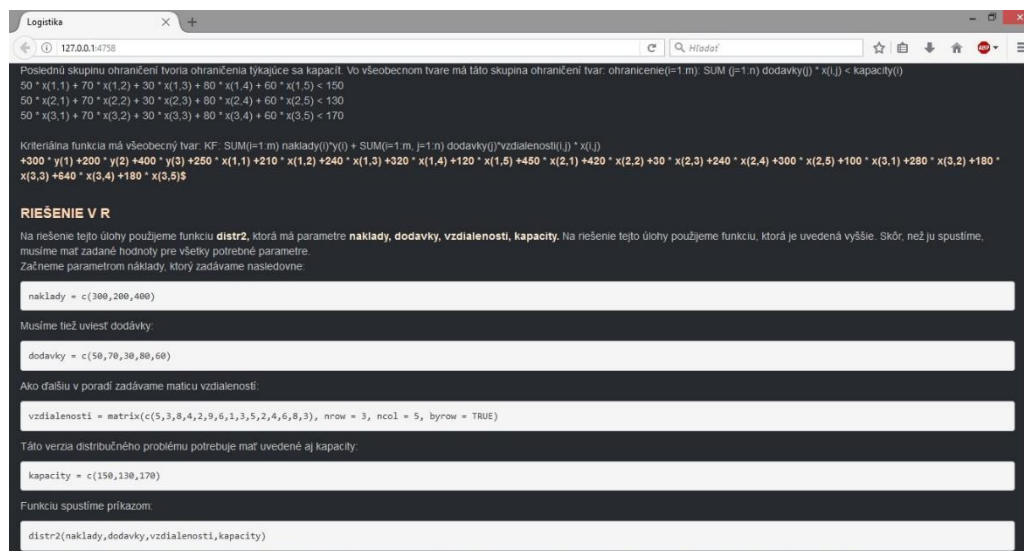 Logistika
127.0.0.1:4758
Hľadať
Poslednú skupinu ohraničení tvoria ohraničenia týkajúce sa kapacít. Vo všeobecnom tvare má táto skupina ohraničení tvar: ohranicenie(i=1:m): SUM (j=1:n) dodavky(j) * x(i,j) < kapacity(i)
50 * x(1,1) + 70 * x(1,2) + 30 * x(1,3) + 80 * x(1,4) + 60 * x(1,5) < 150
50 * x(2,1) + 70 * x(2,2) + 30 * x(2,3) + 80 * x(2,4) + 60 * x(2,5) < 130
50 * x(3,1) + 70 * x(3,2) + 30 * x(3,3) + 80 * x(3,4) + 60 * x(3,5) < 170
Kriteriálna funkcia má všeobecný tvar: KF: SUM(i=1:m) naklady(i)*y(i) + SUM(i=1:m, j=1:n) dodavky(j)*vzdialenosti(i,j) * x(i,j)
+300 * y(1) +200 * y(2) +400 * y(3) +250 * x(1,1) +210 * x(1,2) +240 * x(1,3) +320 * x(1,4) +120 * x(1,5) +450 * x(2,1) +420 * x(2,2) +30 * x(2,3) +240 * x(2,4) +300 * x(2,5) +100 * x(3,1) +280 * x(3,2) +180 *
x(3,3) +640 * x(3,4) +180 * x(3,5)$
RIEŠENIE V R
Na riešenie tejto úlohy použijeme funkciu distr2, ktorá má parametre naklady, dodavky, vzdialenosti, kapacity. Na riešenie tejto úlohy použijeme funkciu, ktorá je uvedená vyššie. Skôr, než ju spustíme,
musíme mať zadané hodnoty pre všetky potrebné parametre.
Začneme parametrom náklady, ktorý zadávame nasledovne:
naklady = c(300,200,400)
Musíme tiež uviesť dodávky:
dodavky = c(50,70,30,80,60)
Ako ďalšiu v poradí zadávame maticu vzdialeností:
vzdialenosti = matrix(c(5,3,8,4,2,9,6,1,3,5,2,4,6,8,3), nrow = 3, ncol = 5, byrow = TRUE)
Táto verzia distribučného problému potrebuje mať uvedené aj kapacity:
kapacity = c(150,130,170)
Funkciu spustíme príkazom:
distr2(naklady,dodavky,vzdialenosti,kapacity)